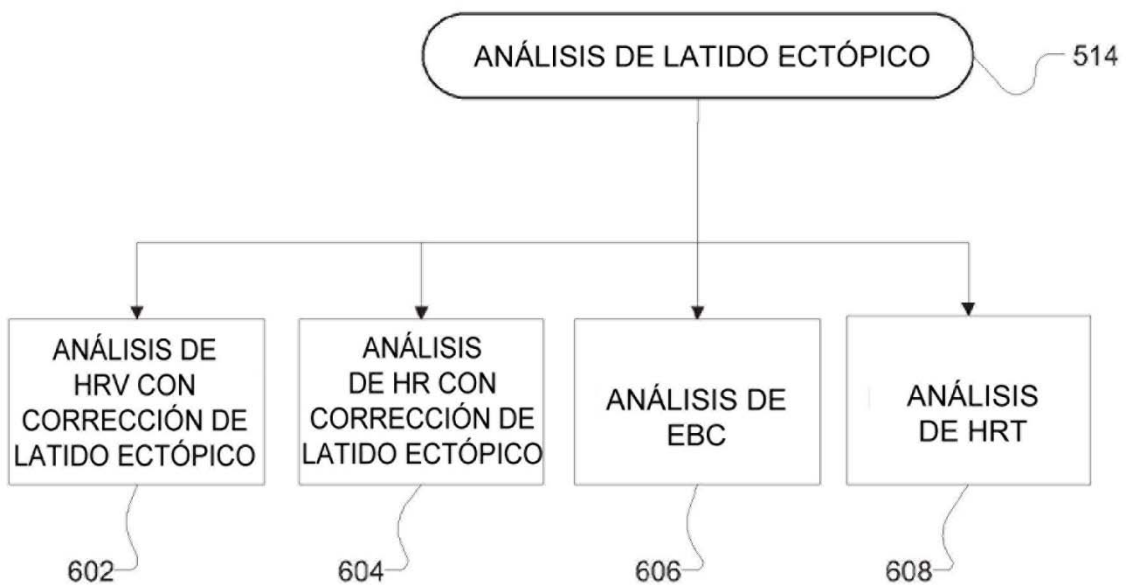 ANÁLISIS DE LATIDO ECTÓPICO
514
ANÁLISIS DE
HRV CON
CORRECCIÓN DE
LATIDO ECTÓPICO
ANÁLISIS
DE HR CON
CORRECCIÓN DE
LATIDO ECTÓPICO
ANÁLISIS DE
EBC
ANÁLISIS
DE HRT
602
604
606
608